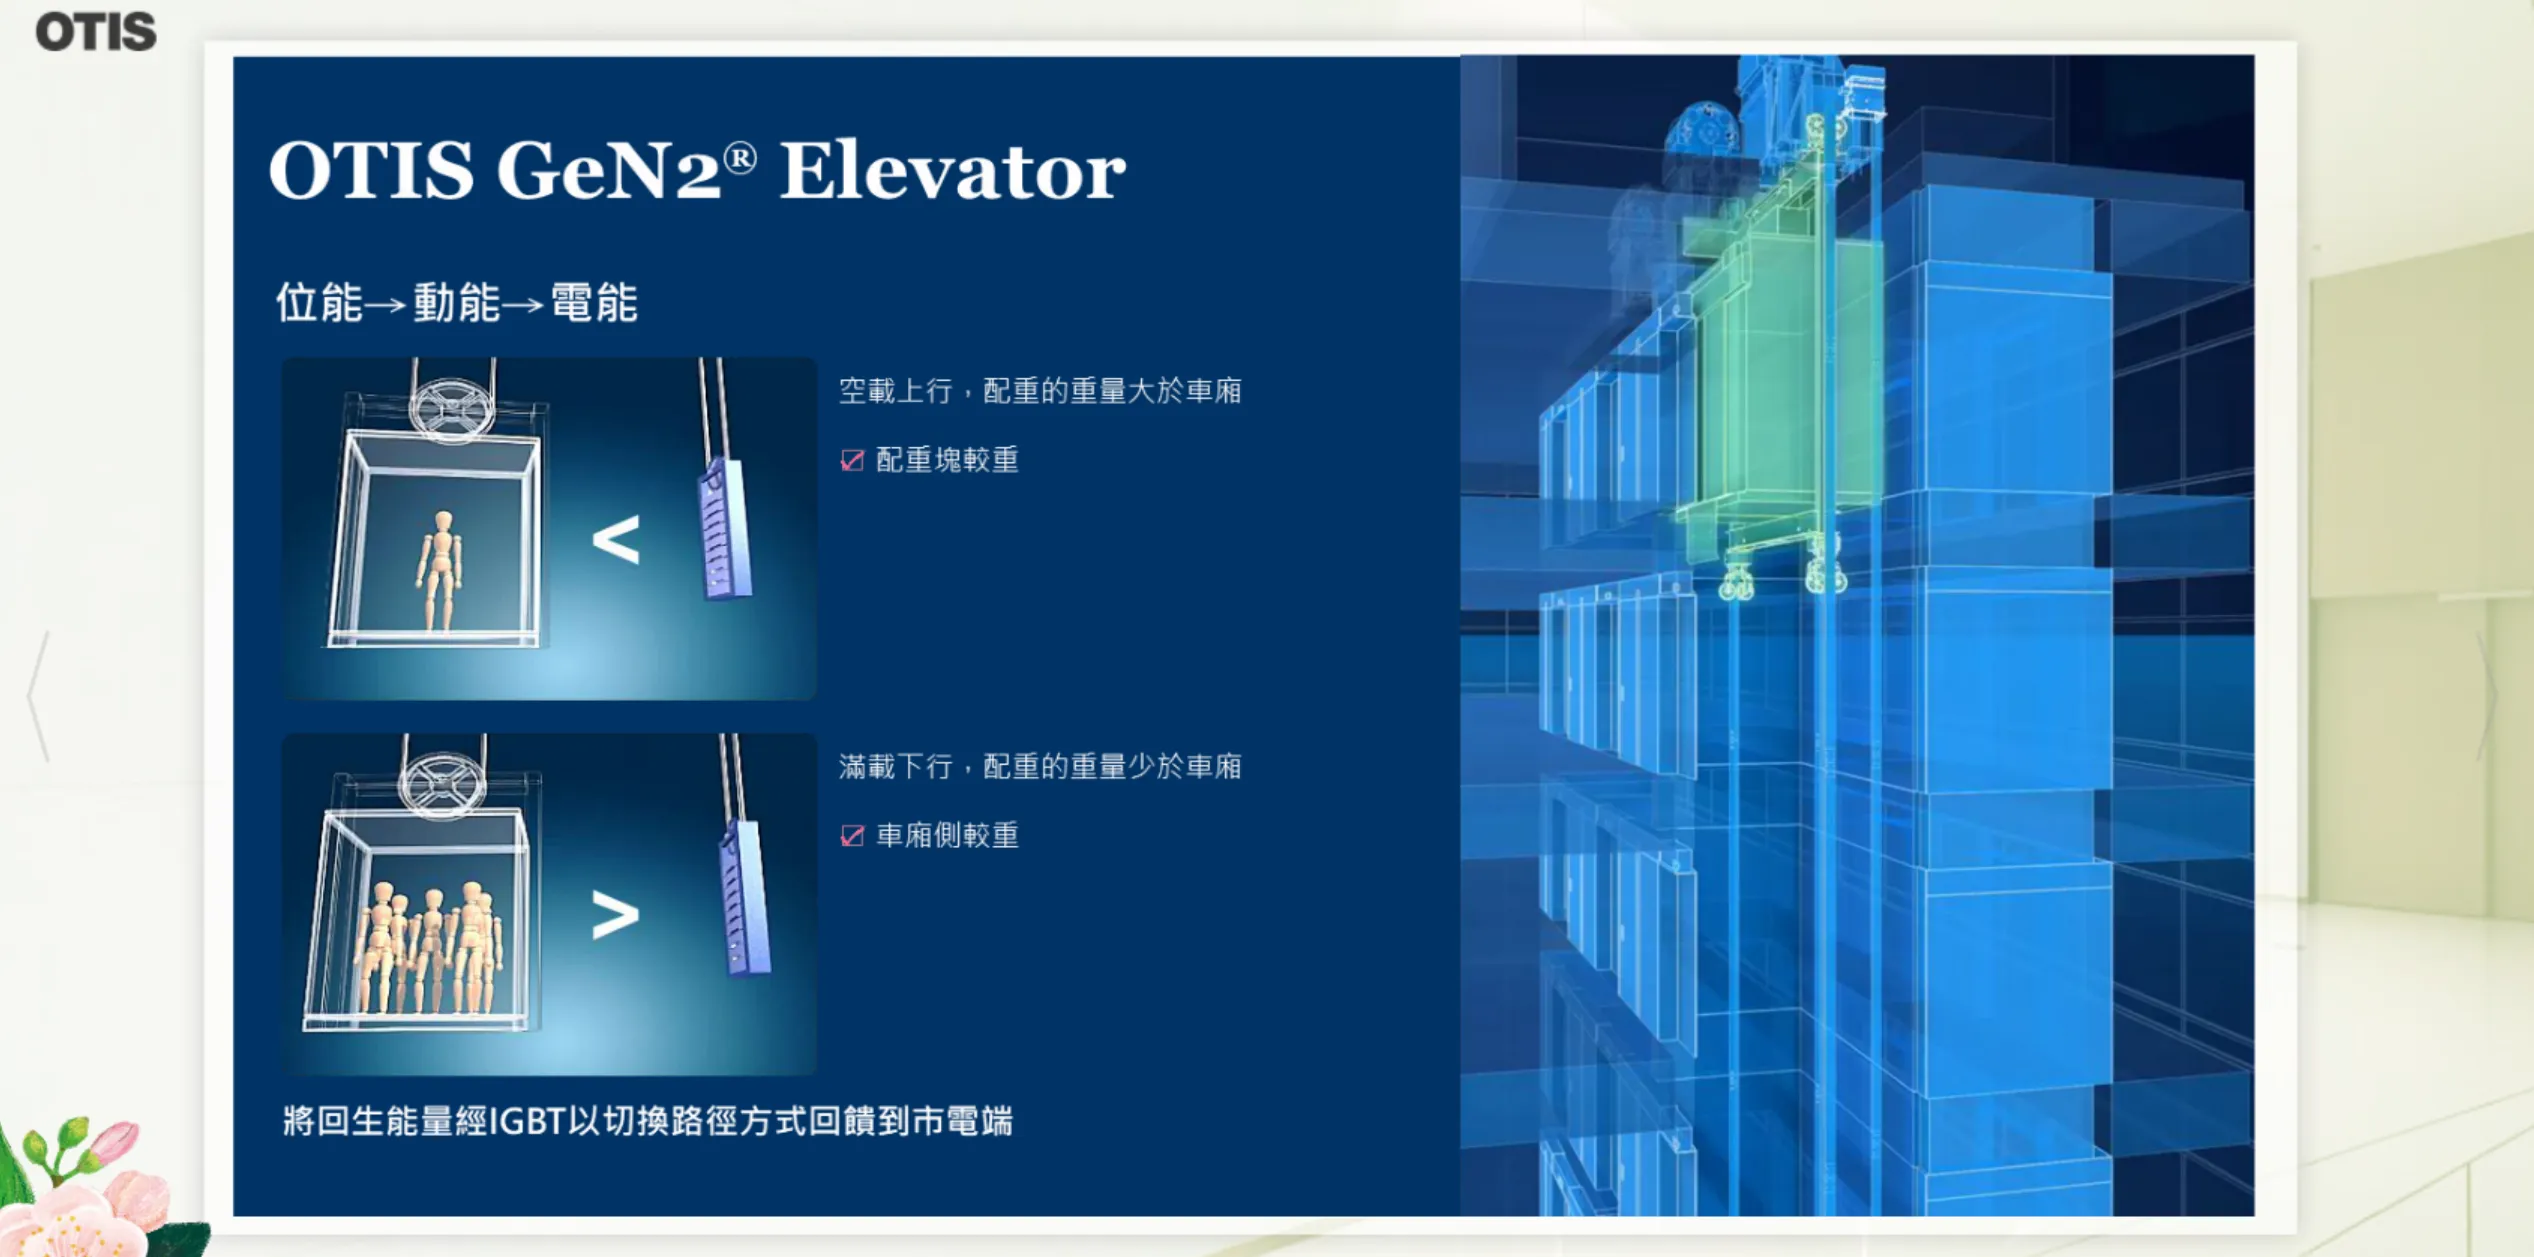 OTIS
OTIS GeN2® Elevator
位能→動能→電能
空載上行，配重的重量大於車廂
☑ 配重塊較重
<
滿載下行，配重的重量少於車廂
☑ 車廂側較重
>
將回生能量經IGBT以切換路徑方式回饋到市電端